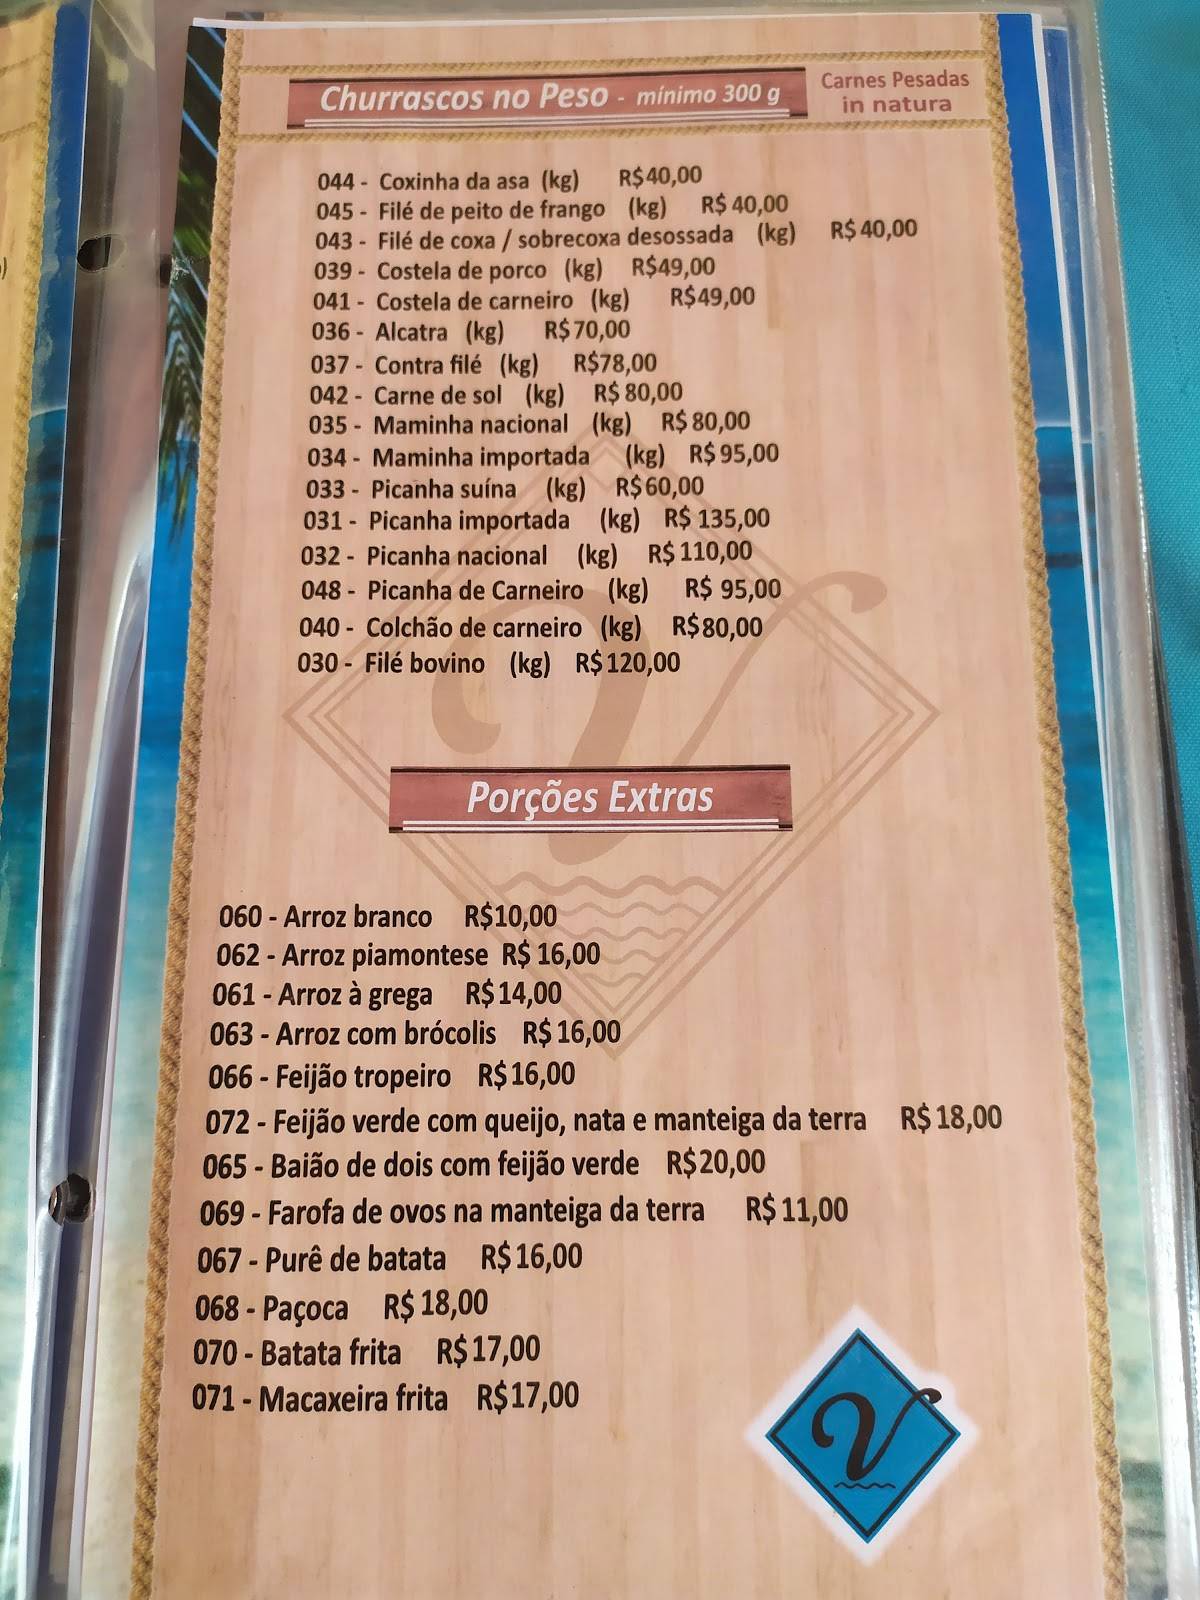 Churrascos no Peso - mínimo 300 g
Carnes Pesadas
in natura
044 - Coxinha da asa (kg) R$40,00
045 - Filé de peito de frango (kg) R$ 40,00
043 - Filé de coxa / sobrecoxa desossada (kg) R$ 40,00
039 - Costela de porco (kg) R$49,00
041 - Costela de carneiro (kg) R$49,00
036 - Alcatra (kg) R$ 70,00
037 - Contra filé (kg) R$78,00
042 - Carne de sol (kg) R$ 80,00
035 - Maminha nacional (kg) R$ 80,00
034 - Maminha importada (kg) R$ 95,00
033 - Picanha suína (kg) R$60,00
031 - Picanha importada (kg) R$ 135,00
032 - Picanha nacional (kg) R$ 110,00
048 - Picanha de Carneiro (kg) R$ 95,00
040 - Colchão de carneiro (kg) R$80,00
030 - Filé bovino (kg) R$ 120,00
Porções Extras
060 - Arroz branco R$10,00
062 - Arroz piamontese R$ 16,00
061 - Arroz à grega R$ 14,00
063 - Arroz com brócolis R$ 16,00
066 - Feijão tropeiro R$ 16,00
072 - Feijão verde com queijo, nata e manteiga da terra R$ 18,00
065 - Baião de dois com feijão verde R$20,00
069 - Farofa de ovos na manteiga da terra R$ 11,00
067 - Purê de batata R$ 16,00
068 - Paçoca R$ 18,00
070 - Batata frita R$ 17,00
071 - Macaxeira frita R$ 17,00
V